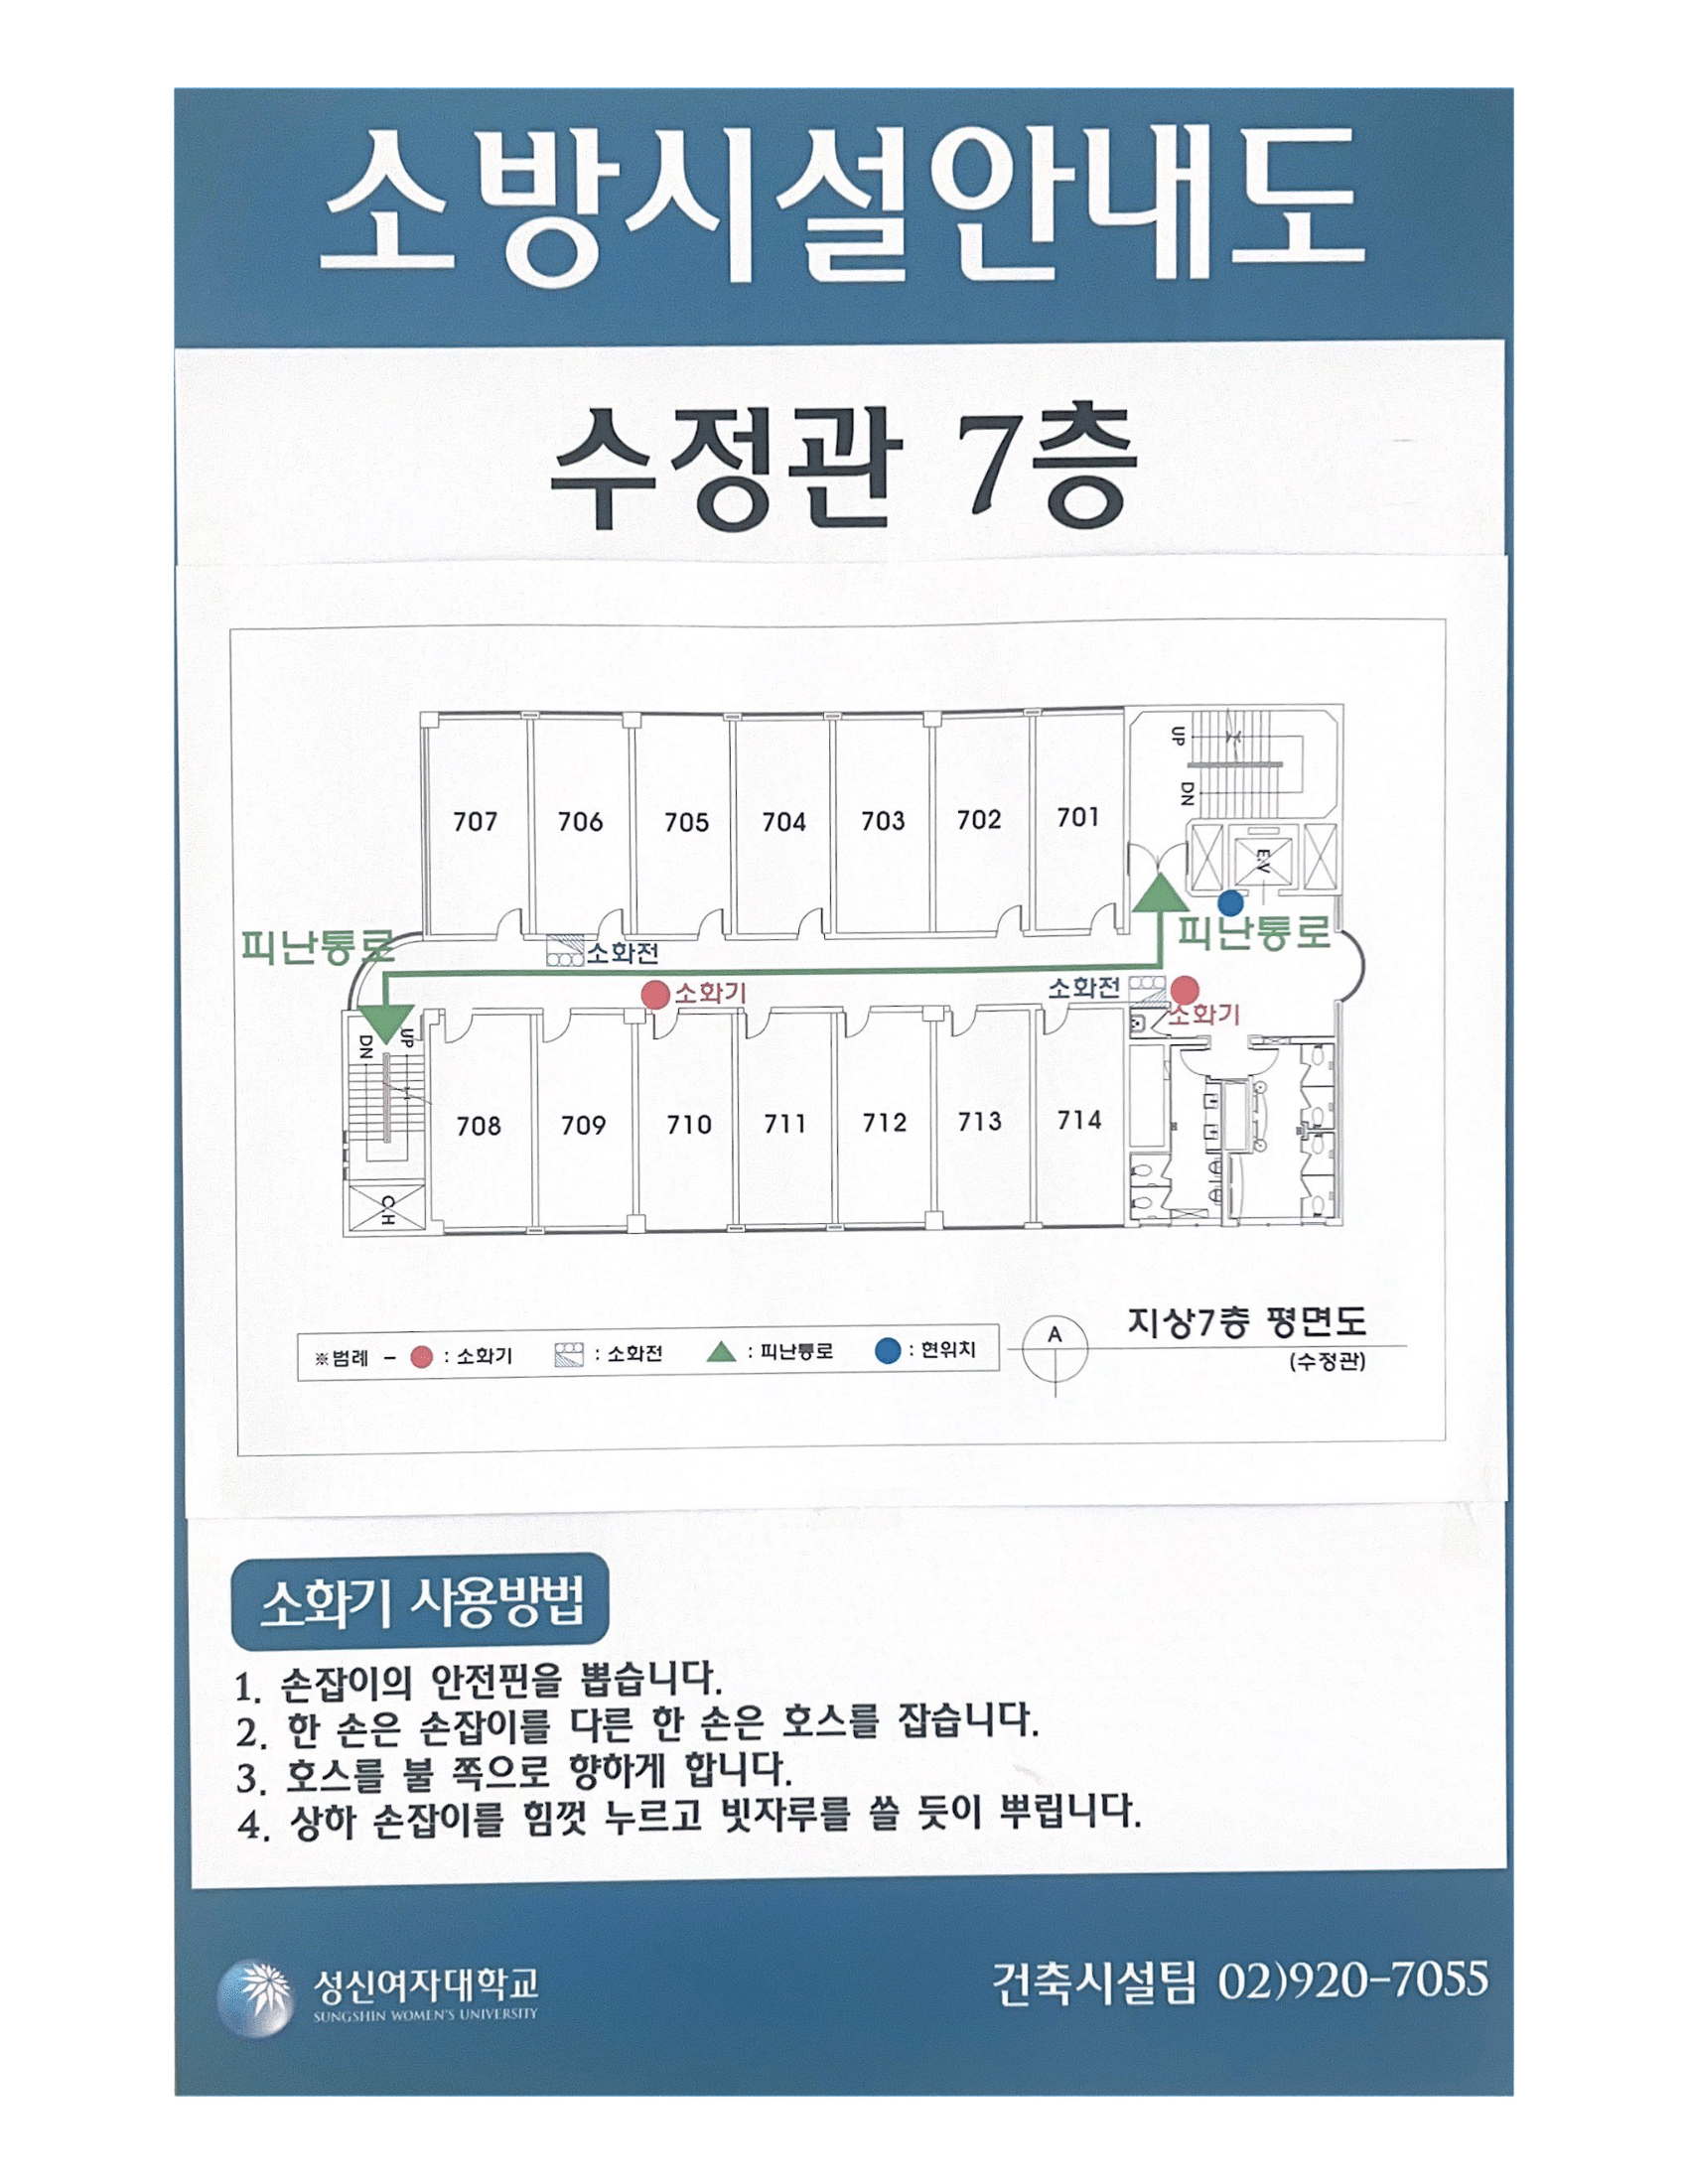 소방시설안내도
수정관 7층
707 706 705 704 703 702 701
UP
DN
E.V
피난통로
피난통로
소화전
소화기
소화전
소화기
DN UP
708 709 710 711 712 713 714
C.H
※범례 - : 소화기 : 소화전 : 피난통로 : 현위치
A
지상7층 평면도
(수정관)
소화기 사용방법
1. 손잡이의 안전핀을 뽑습니다.
2. 한 손은 손잡이를 다른 한 손은 호스를 잡습니다.
3. 호스를 불 쪽으로 향하게 합니다.
4. 상하 손잡이를 힘껏 누르고 빗자루를 쓸 듯이 뿌립니다.
성신여자대학교
SUNGSHIN WOMEN'S UNIVERSITY
건축시설팀 02)920-7055